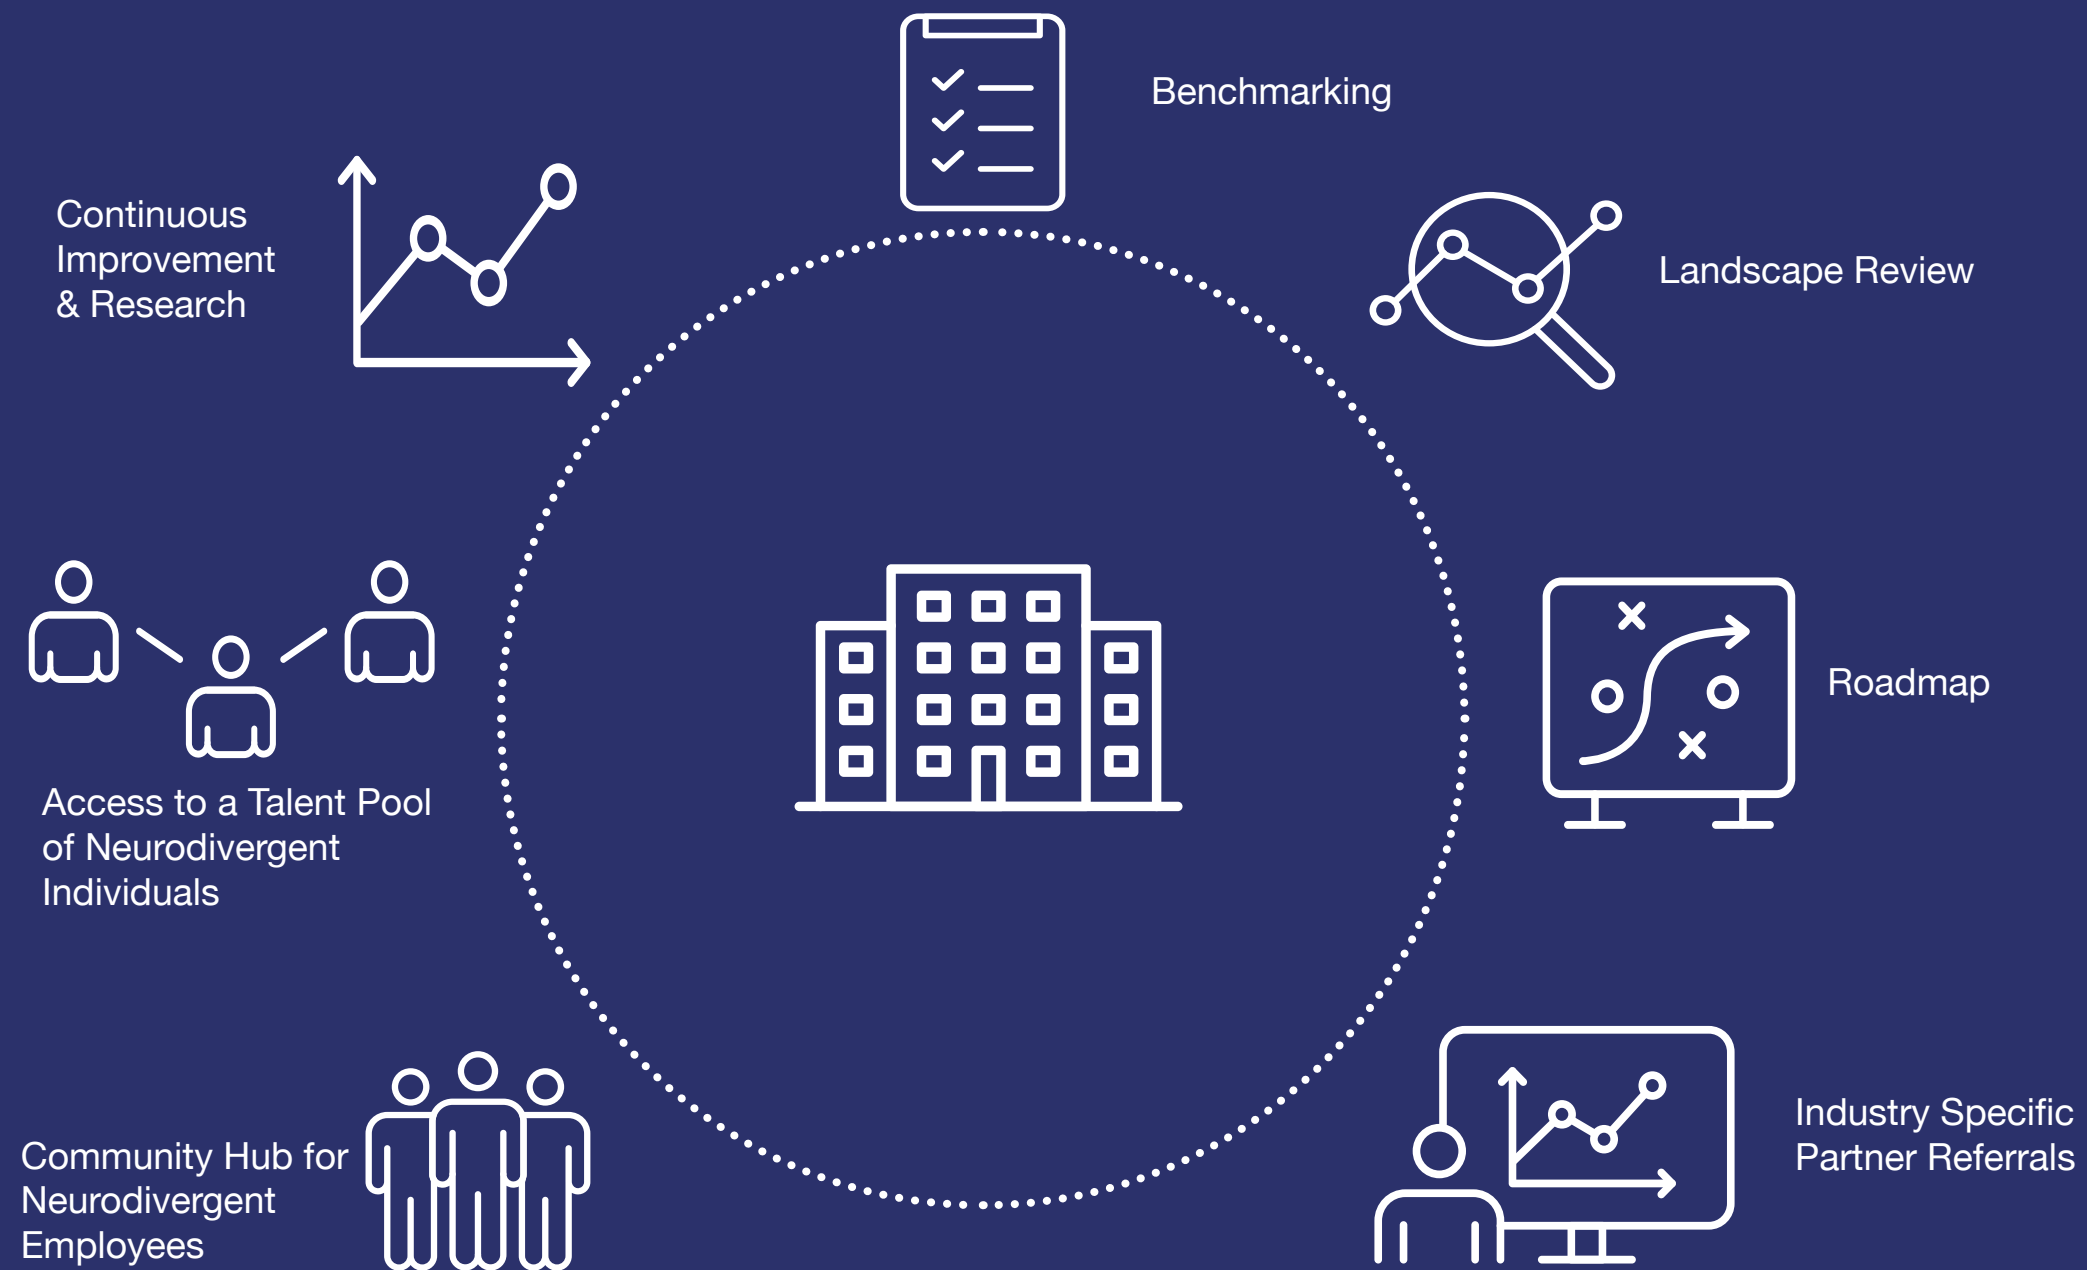 Benchmarking
Landscape Review
Roadmap
Industry Specific
Partner Referrals
Community Hub for
Neurodivergent
Employees
Access to a Talent Pool
of Neurodivergent
Individuals
Continuous
Improvement
& Research